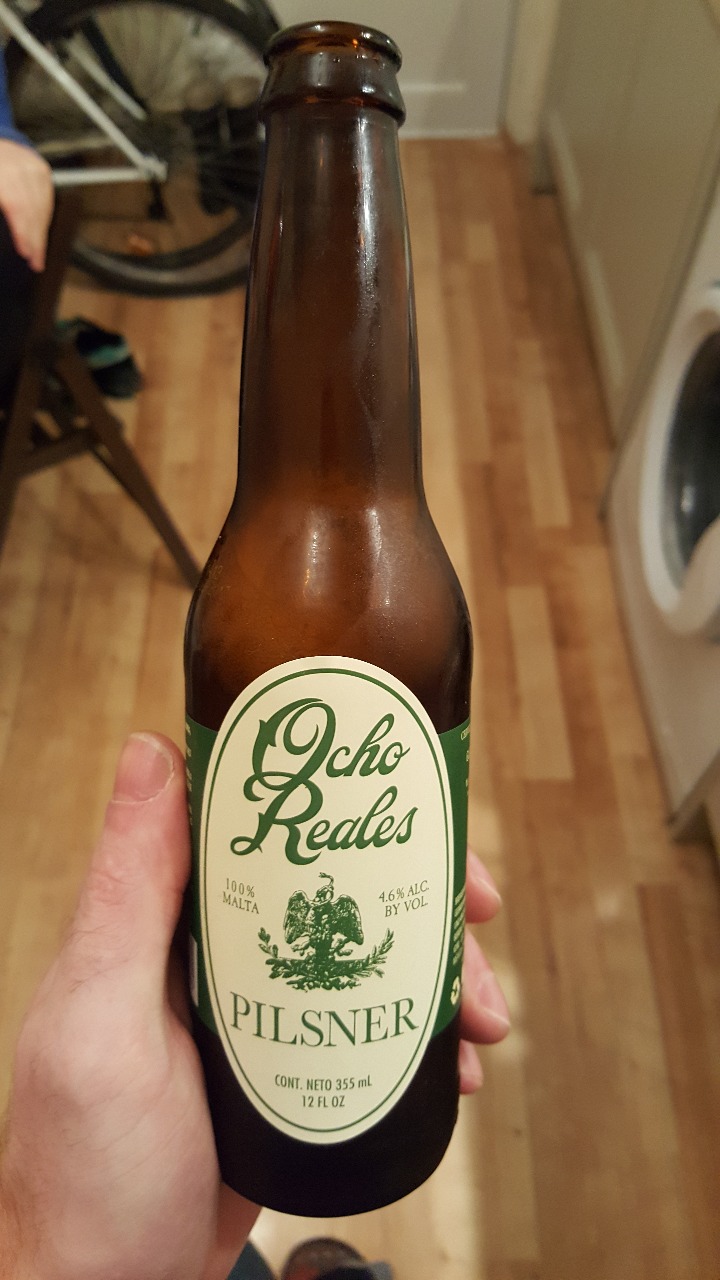 Ocho
Reales
100%
MALTA
4.6% ALC.
BY VOL.
PILSNER
CONT. NETO 355 mL
12 FL OZ